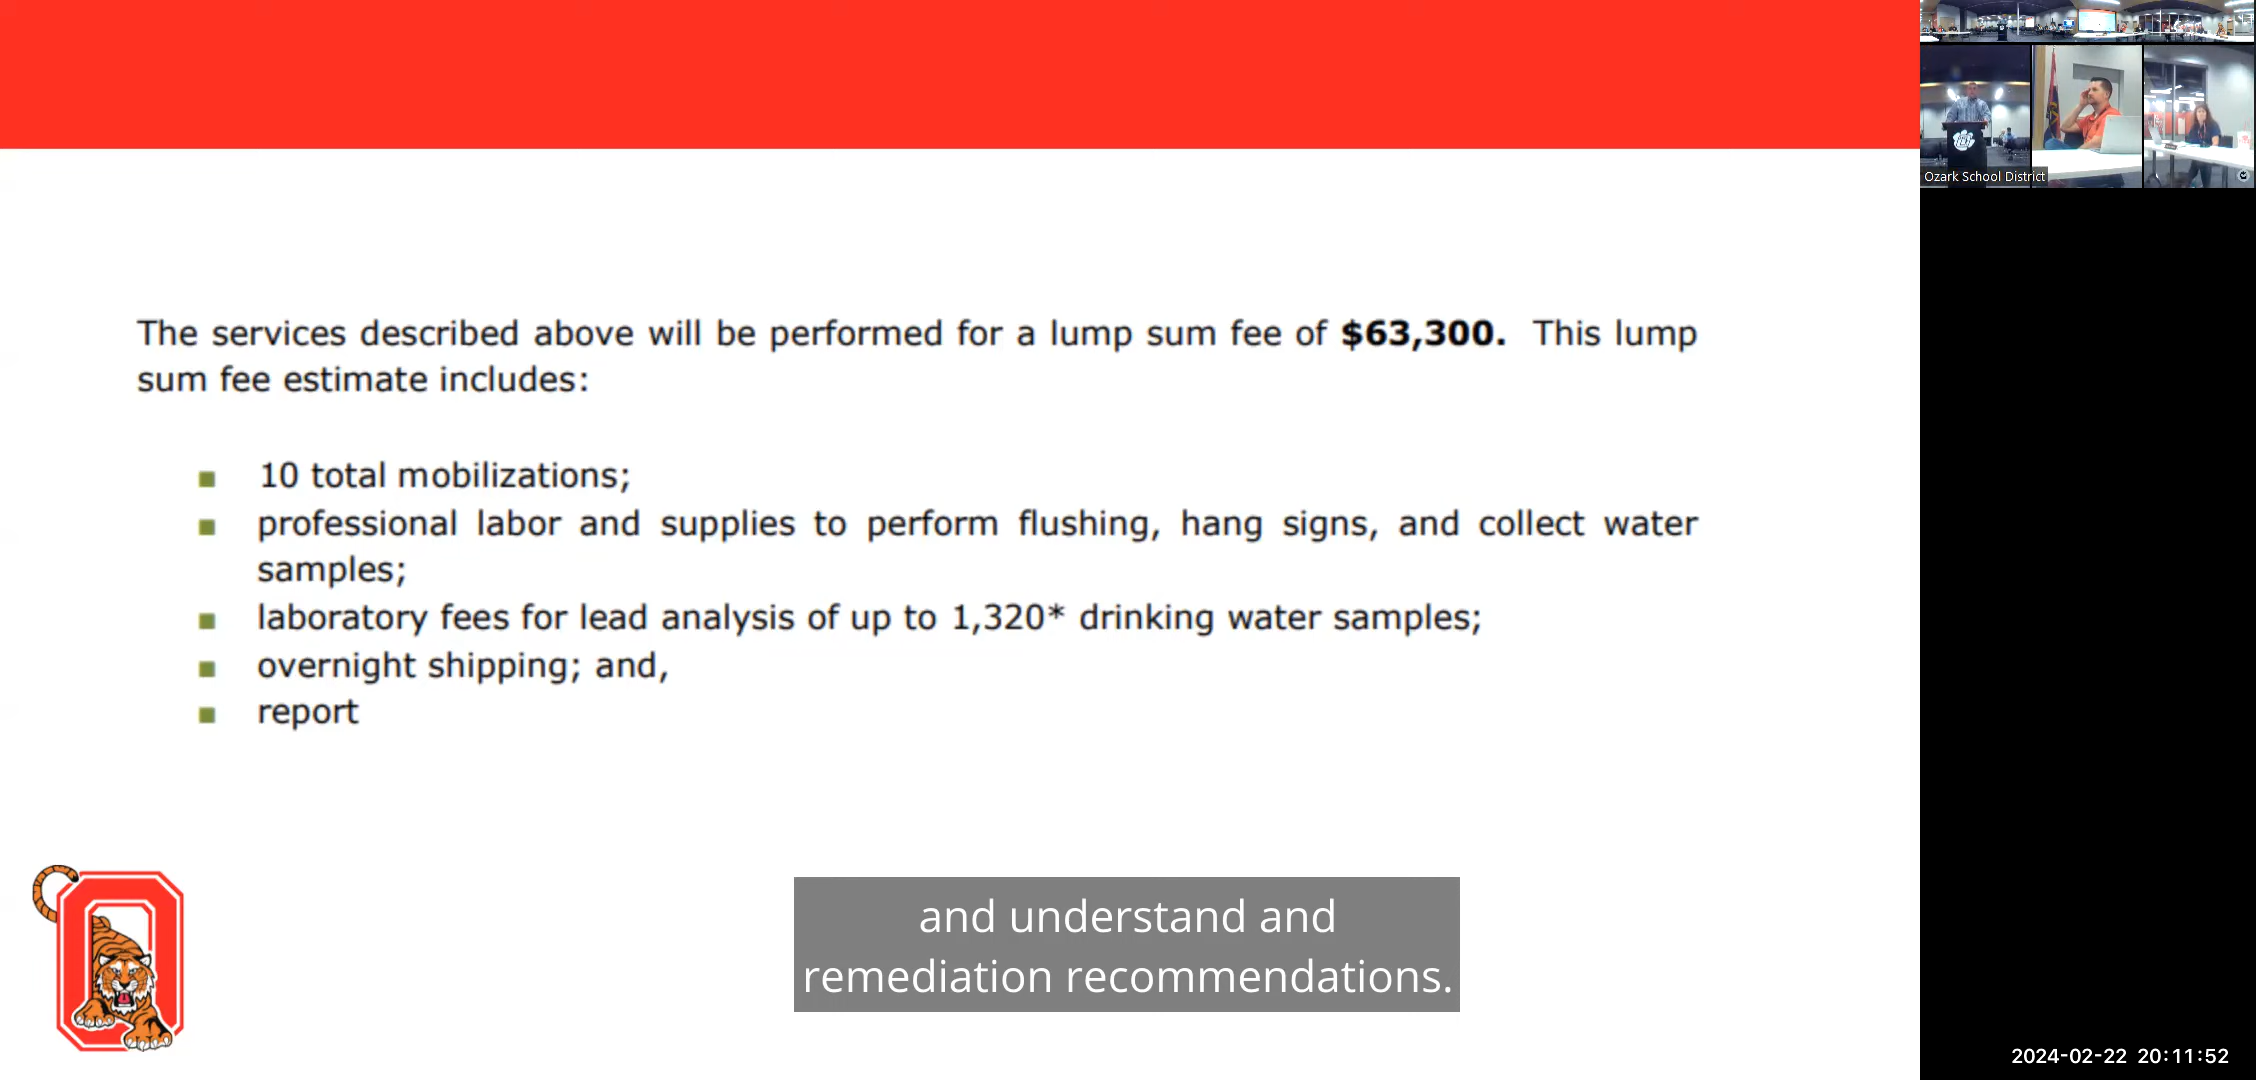 The services described above will be performed for a lump sum fee of $63,300. This lump
sum fee estimate includes:
10 total mobilizations;
professional labor and supplies to perform flushing, hang signs, and collect water
samples;
laboratory fees for lead analysis of up to 1,320* drinking water samples;
overnight shipping; and,
report
and understand and
remediation recommendations.
Ozark School District
2024-02-22 20:11:52